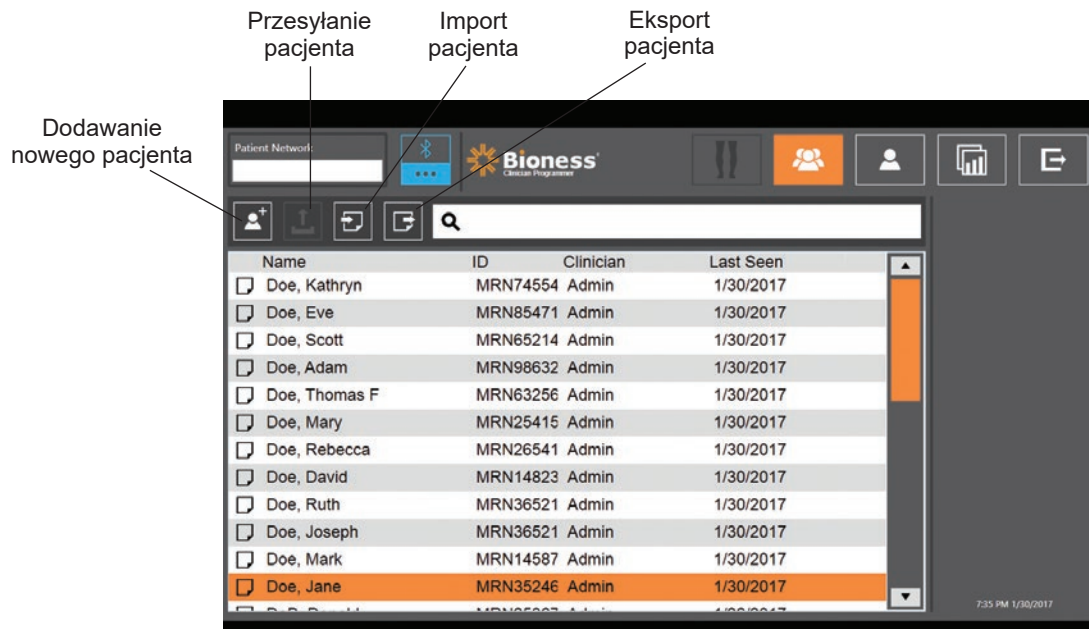 Przesyłanie
pacjenta
Import
pacjenta
Eksport
pacjenta
Dodawanie
nowego pacjenta
Patient Network
Bioness
Clinician Programmer
Name ID Clinician Last Seen
Doe, Kathryn MRN74554 Admin 1/30/2017
Doe, Eve MRN85471 Admin 1/30/2017
Doe, Scott MRN65214 Admin 1/30/2017
Doe, Adam MRN98632 Admin 1/30/2017
Doe, Thomas F MRN63256 Admin 1/30/2017
Doe, Mary MRN25415 Admin 1/30/2017
Doe, Rebecca MRN26541 Admin 1/30/2017
Doe, David MRN14823 Admin 1/30/2017
Doe, Ruth MRN36521 Admin 1/30/2017
Doe, Joseph MRN36521 Admin 1/30/2017
Doe, Mark MRN14587 Admin 1/30/2017
Doe, Jane MRN35246 Admin 1/30/2017
7:35 PM 1/30/2017